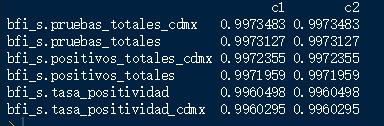 c1 c2
bfi_s.pruebas_totales_cdmx 0.9973483 0.9973483
bfi_s.pruebas_totales 0.9973127 0.9973127
bfi_s.positivos_totales_cdmx 0.9972355 0.9972355
bfi_s.positivos_totales 0.9971959 0.9971959
bfi_s.tasa_positividad 0.9960498 0.9960498
bfi_s.tasa_positividad_cdmx 0.9960295 0.9960295